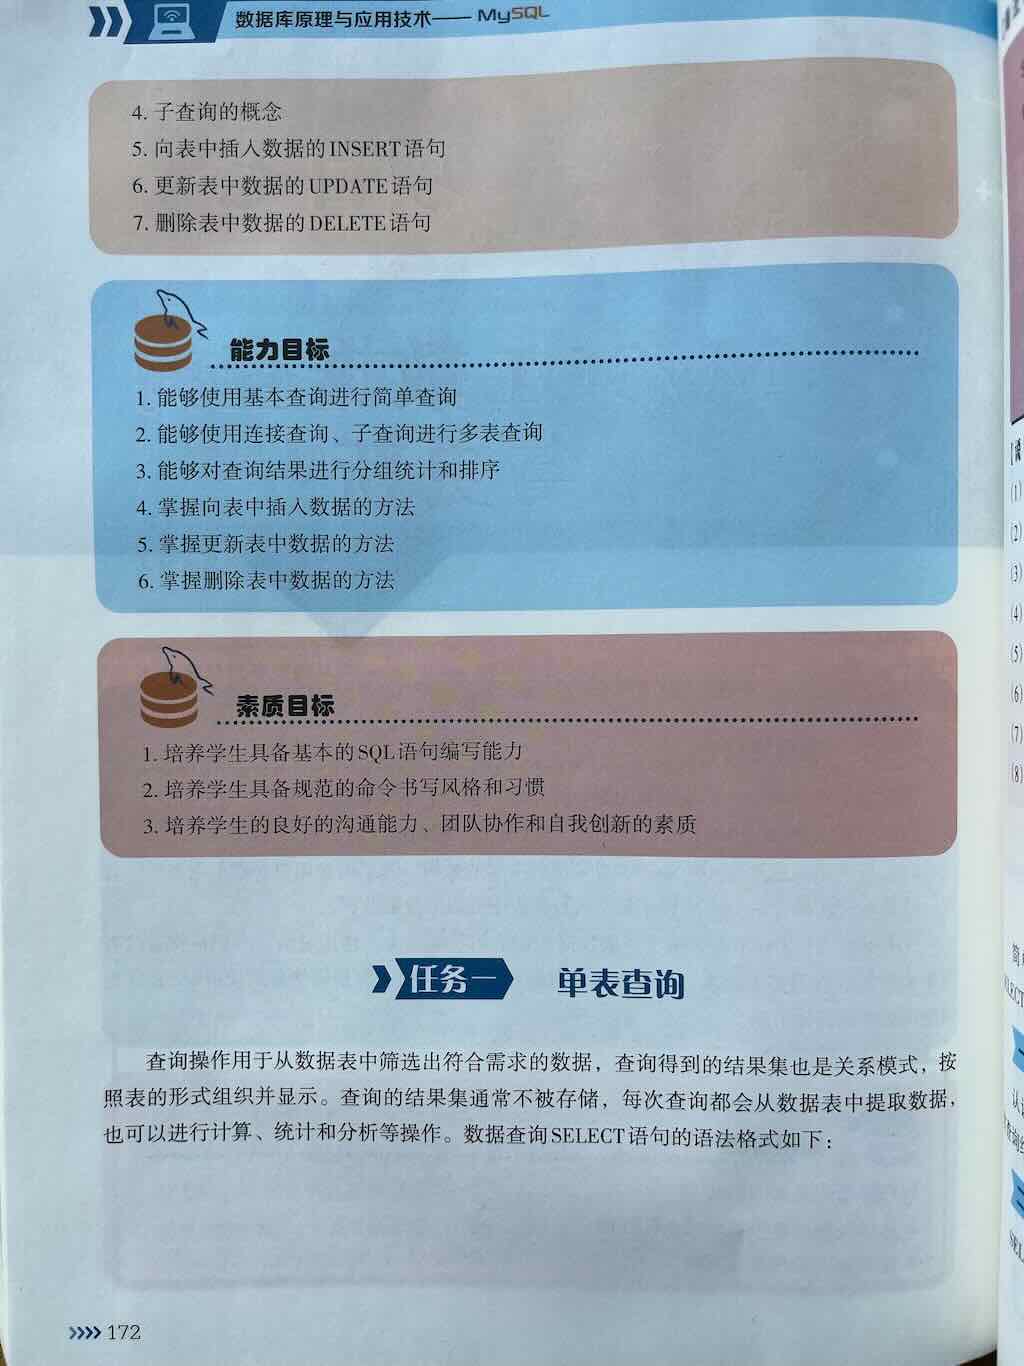 数据库原理与应用技术—— MySQL
4. 子查询的概念
5. 向表中插入数据的INSERT语句
6. 更新表中数据的UPDATE语句
7. 删除表中数据的DELETE语句
能力目标
1. 能够使用基本查询进行简单查询
2. 能够使用连接查询、子查询进行多表查询
3. 能够对查询结果进行分组统计和排序
4. 掌握向表中插入数据的方法
5. 掌握更新表中数据的方法
6. 掌握删除表中数据的方法
素质目标
1. 培养学生具备基本的SQL语句编写能力
2. 培养学生具备规范的命令书写风格和习惯
3. 培养学生的良好的沟通能力、团队协作和自我创新的素质
任务一 单表查询
查询操作用于从数据表中筛选出符合需求的数据，查询得到的结果集也是关系模式，按
照表的形式组织并显示。查询的结果集通常不被存储，每次查询都会从数据表中提取数据，
也可以进行计算、统计和分析等操作。数据查询SELECT语句的语法格式如下：
172
(1)
(2)
(3)
(4)
(5)
(6)
(7)
(8)
简